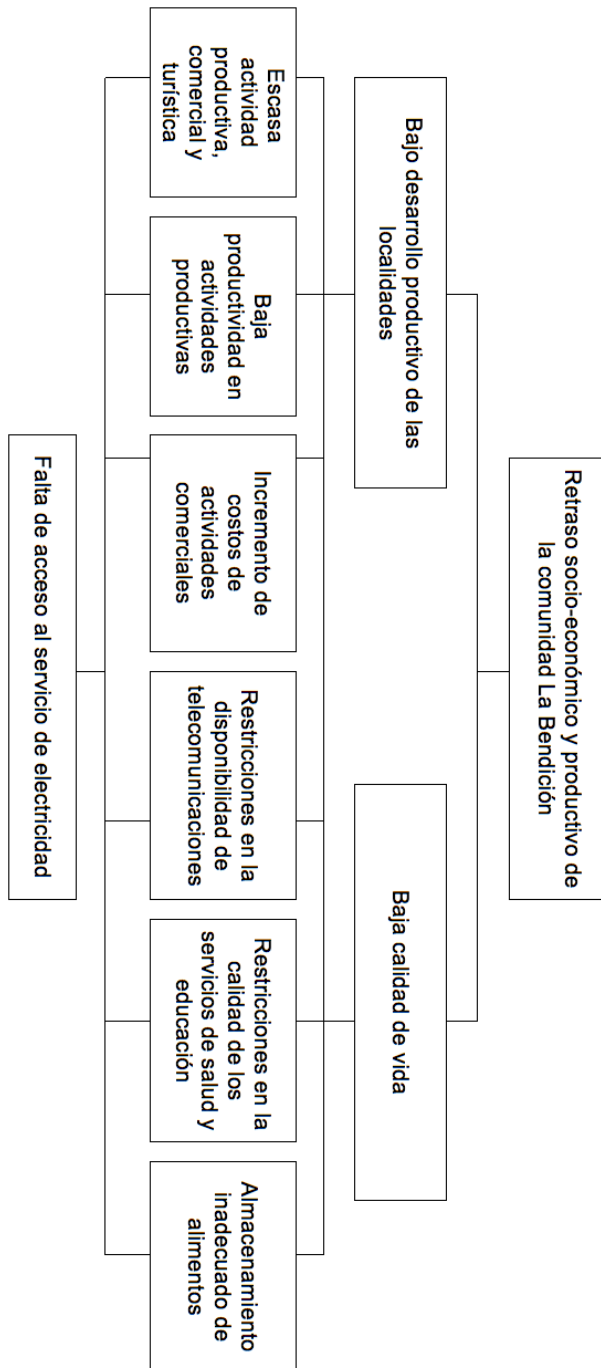 Retraso socio-económico y productivo de
la comunidad La Bendición
Bajo desarrollo productivo de las
localidades
Baja calidad de vida
Escasa
actividad
productiva,
comercial y
turística
Baja
productividad en
actividades
productivas
Incremento de
costos de
actividades
comerciales
Restricciones en la
disponibilidad de
telecomunicaciones
Restricciones en la
calidad de los
servicios de salud y
educación
Almacenamiento
inadecuado de
alimentos
Falta de acceso al servicio de electricidad